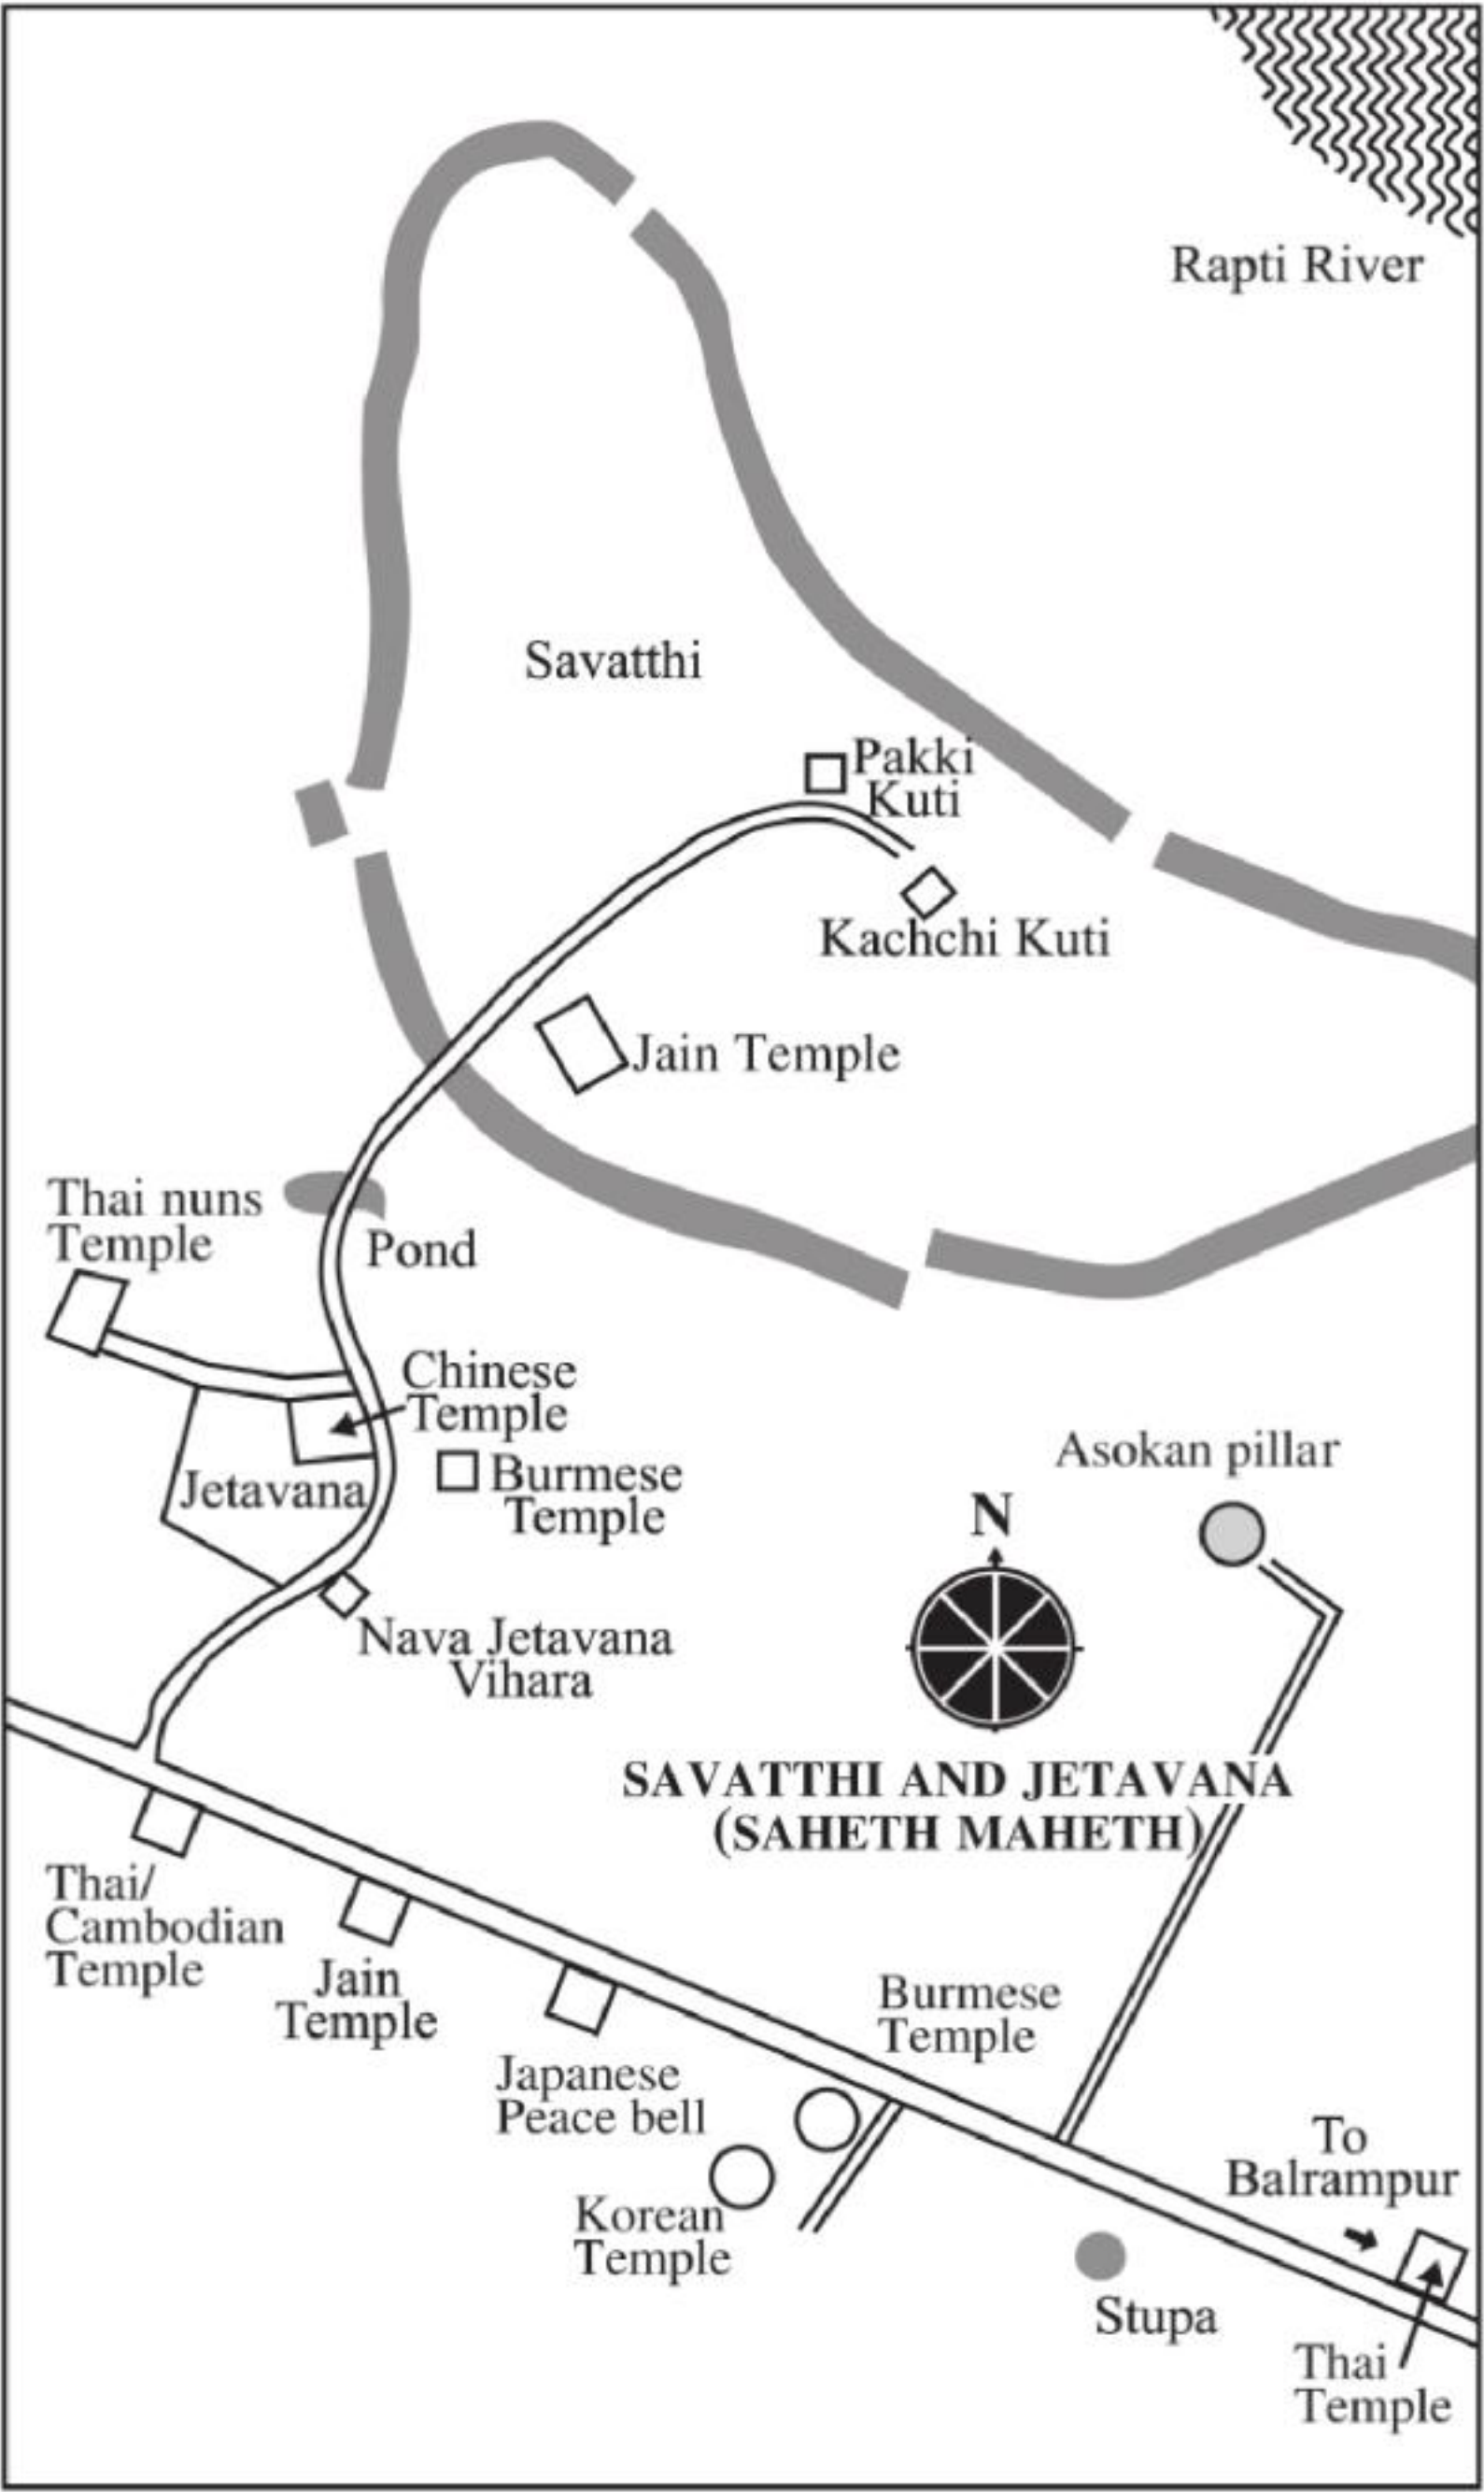 Rapti River
Savatthi
Pakki
Kuti
Kachchi Kuti
Jain Temple
Thai nuns
Temple
Pond
Chinese
Temple
Jetavana
Burmese
Temple
Asokan pillar
N
Nava Jetavana
Vihara
SAVATTHI AND JETAVANA
(SAHETH MAHETH)
Thai/
Cambodian
Temple
Jain
Temple
Japanese
Peace bell
Burmese
Temple
Korean
Temple
To
Balrampur
Stupa
Thai
Temple